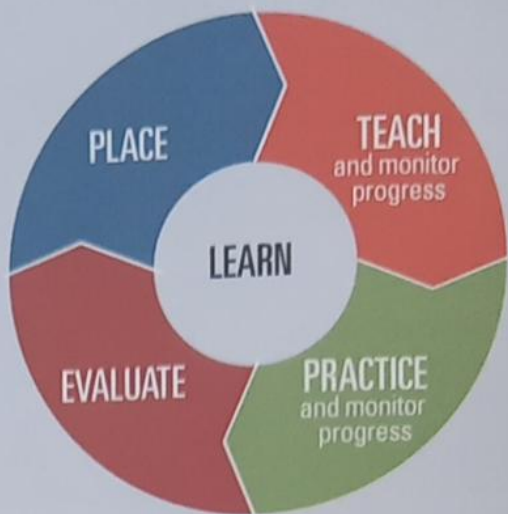 PLACE
TEACH
and monitor
progress
LEARN
EVALUATE
PRACTICE
and monitor
progress